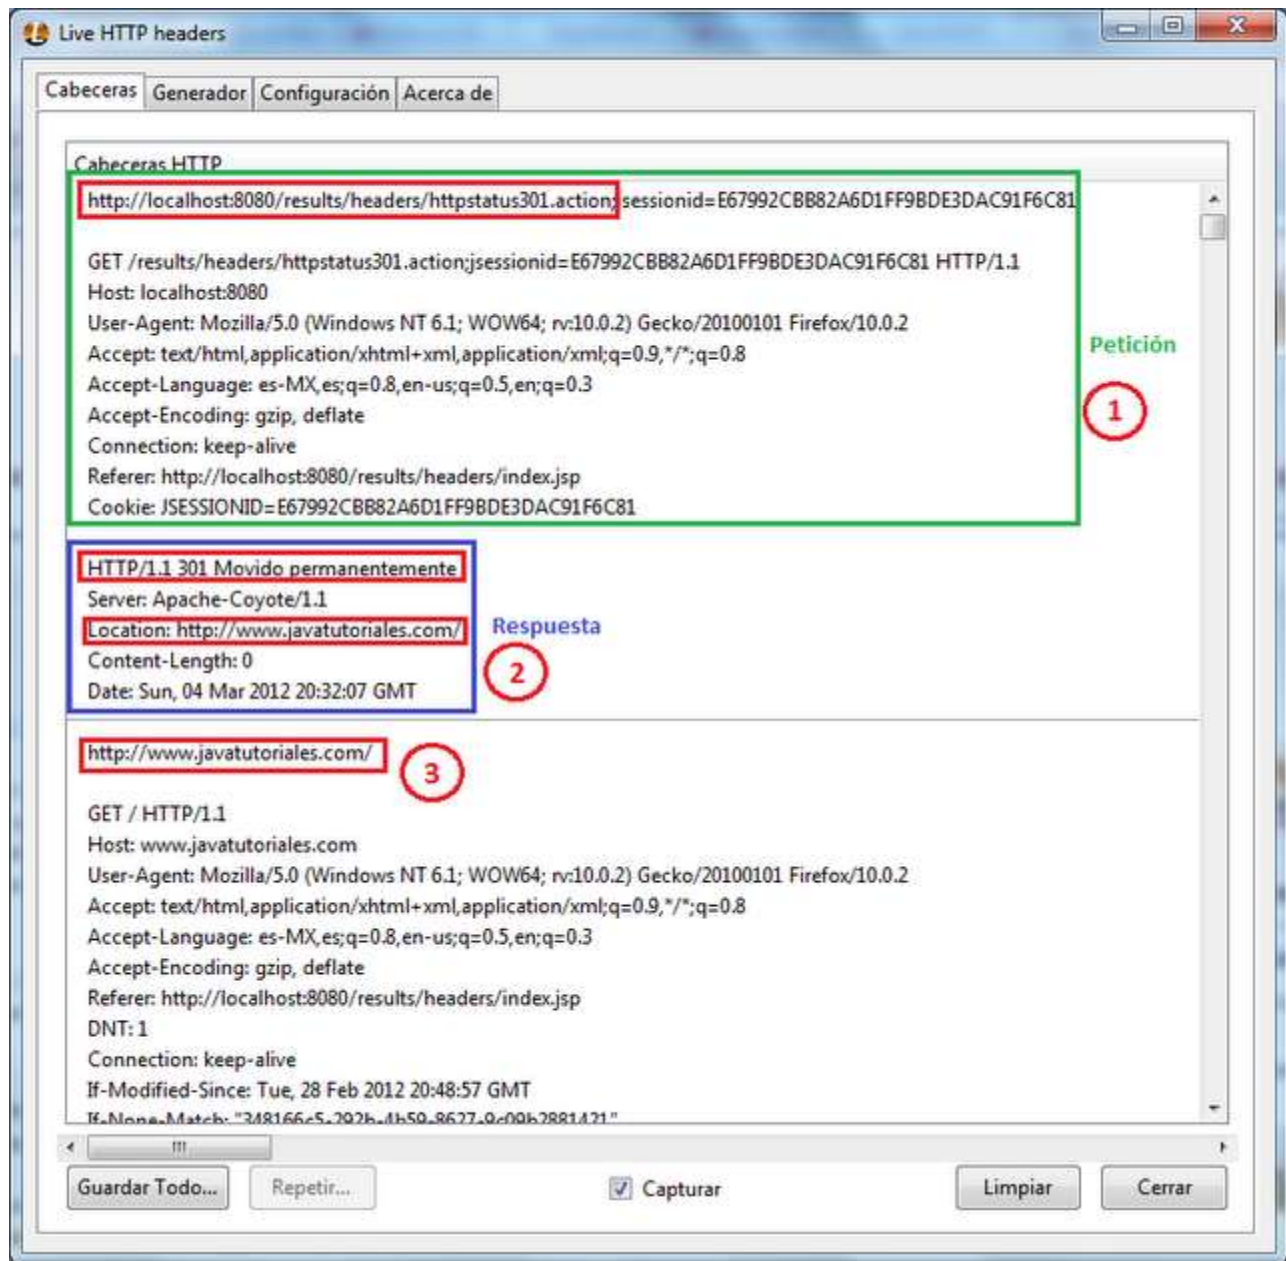 Live HTTP headers
Cabeceras Generador Configuración Acerca de
Cabeceras HTTP
http://localhost:8080/results/headers/httpstatus301.action;sessionid=E67992CBB82A6D1FF9BDE3DAC91F6C81
GET /results/headers/httpstatus301.action;jsessionid=E67992CBB82A6D1FF9BDE3DAC91F6C81 HTTP/1.1
Host: localhost:8080
User-Agent: Mozilla/5.0 (Windows NT 6.1; WOW64; rv:10.0.2) Gecko/20100101 Firefox/10.0.2
Accept: text/html,application/xhtml+xml,application/xml;q=0.9,*/*;q=0.8
Accept-Language: es-MX,es;q=0.8,en-us;q=0.5,en;q=0.3
Accept-Encoding: gzip, deflate
Connection: keep-alive
Referer: http://localhost:8080/results/headers/index.jsp
Cookie: JSESSIONID=E67992CBB82A6D1FF9BDE3DAC91F6C81
Petición
1
HTTP/1.1 301 Movido permanentemente
Server: Apache-Coyote/1.1
Location: http://www.javatutoriales.com/
Content-Length: 0
Date: Sun, 04 Mar 2012 20:32:07 GMT
Respuesta
2
http://www.javatutoriales.com/
3
GET / HTTP/1.1
Host: www.javatutoriales.com
User-Agent: Mozilla/5.0 (Windows NT 6.1; WOW64; rv:10.0.2) Gecko/20100101 Firefox/10.0.2
Accept: text/html,application/xhtml+xml,application/xml;q=0.9,*/*;q=0.8
Accept-Language: es-MX,es;q=0.8,en-us;q=0.5,en;q=0.3
Accept-Encoding: gzip, deflate
Referer: http://localhost:8080/results/headers/index.jsp
DNT: 1
Connection: keep-alive
If-Modified-Since: Tue, 28 Feb 2012 20:48:57 GMT
If-None-Match: "348166c5-292b-4b59-8627-9c09b2881421"
Guardar Todo... Repetir... Capturar Limpiar Cerrar